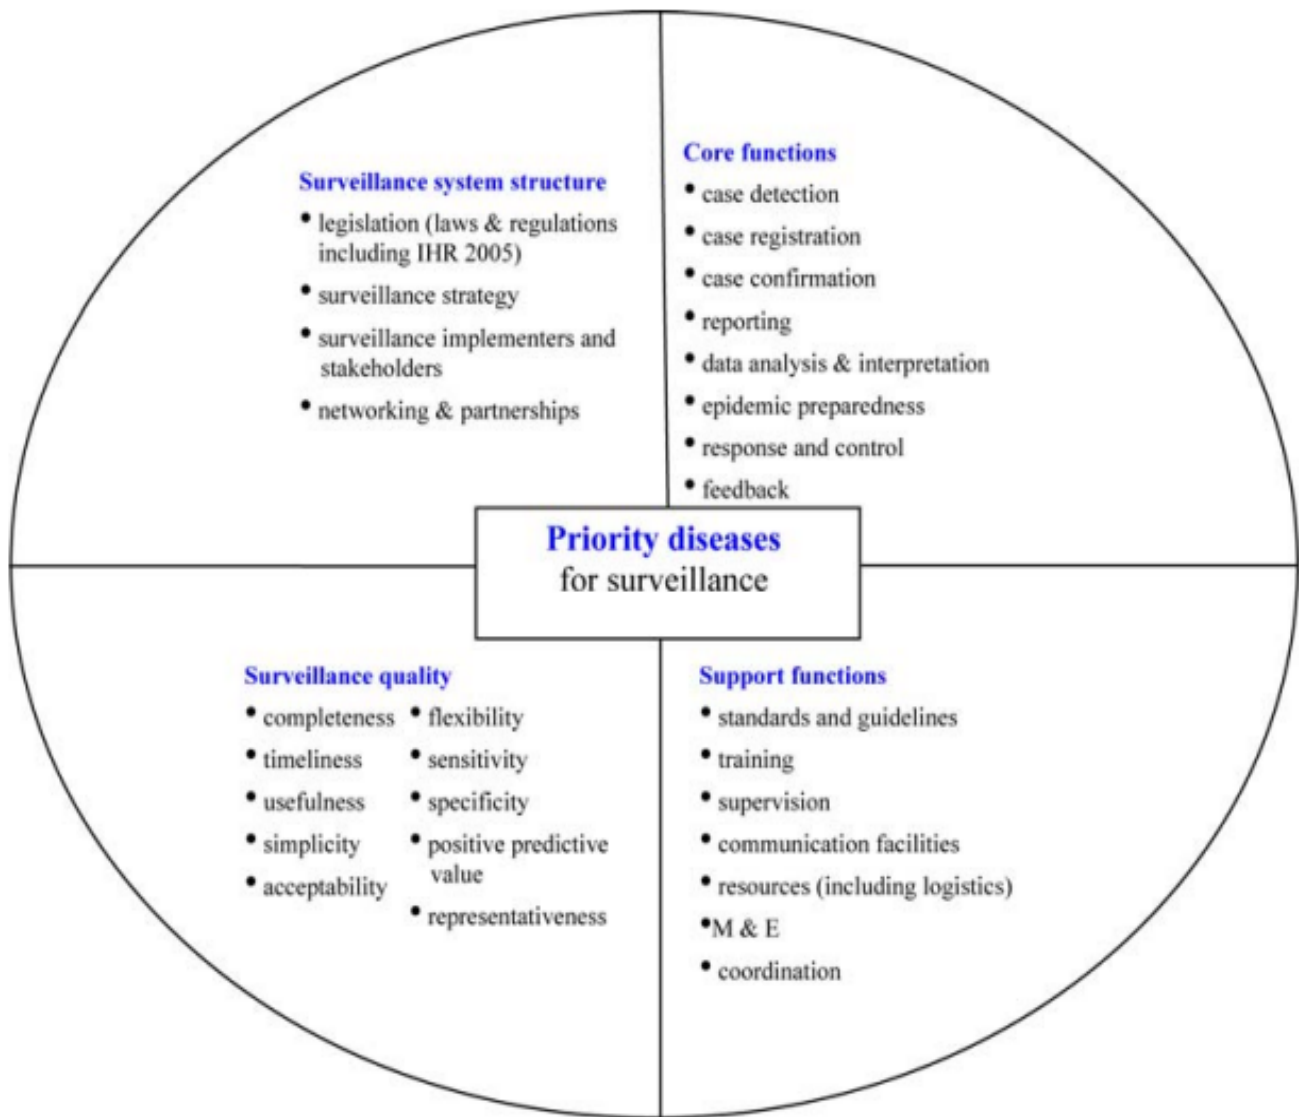 Surveillance system structure
• legislation (laws & regulations
including IHR 2005)
• surveillance strategy
• surveillance implementers and
stakeholders
• networking & partnerships
Core functions
• case detection
• case registration
• case confirmation
• reporting
• data analysis & interpretation
• epidemic preparedness
• response and control
• feedback
Priority diseases
for surveillance
Surveillance quality
• completeness
• timeliness
• usefulness
• simplicity
• acceptability
• flexibility
• sensitivity
• specificity
• positive predictive
value
• representativeness
Support functions
• standards and guidelines
• training
• supervision
• communication facilities
• resources (including logistics)
•M & E
• coordination